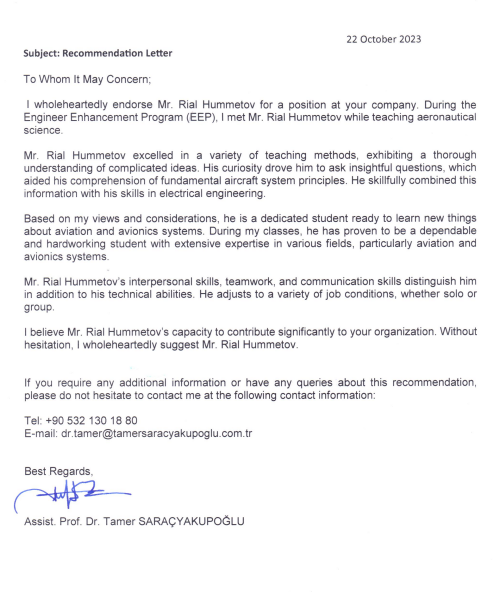 22 October 2023
Subject: Recommendation Letter
To Whom It May Concern;
I wholeheartedly endorse Mr. Rial Hummetov for a position at your company. During the
Engineer Enhancement Program (EEP), I met Mr. Rial Hummetov while teaching aeronautical
science.
Mr. Rial Hummetov excelled in a variety of teaching methods, exhibiting a thorough
understanding of complicated ideas. His curiosity drove him to ask insightful questions, which
aided his comprehension of fundamental aircraft system principles. He skillfully combined this
information with his skills in electrical engineering.
Based on my views and considerations, he is a dedicated student ready to learn new things
about aviation and avionics systems. During my classes, he has proven to be a dependable
and hardworking student with extensive expertise in various fields, particularly aviation and
avionics systems.
Mr. Rial Hummetov's interpersonal skills, teamwork, and communication skills distinguish him
in addition to his technical abilities. He adjusts to a variety of job conditions, whether solo or
group.
I believe Mr. Rial Hummetov's capacity to contribute significantly to your organization. Without
hesitation, I wholeheartedly suggest Mr. Rial Hummetov.
If you require any additional information or have any queries about this recommendation,
please do not hesitate to contact me at the following contact information:
Tel: +90 532 130 18 80
E-mail: dr.tamer@tamersaracyakupoglu.com.tr
Best Regards,
Assist. Prof. Dr. Tamer SARAÇYAKUPOĞLU